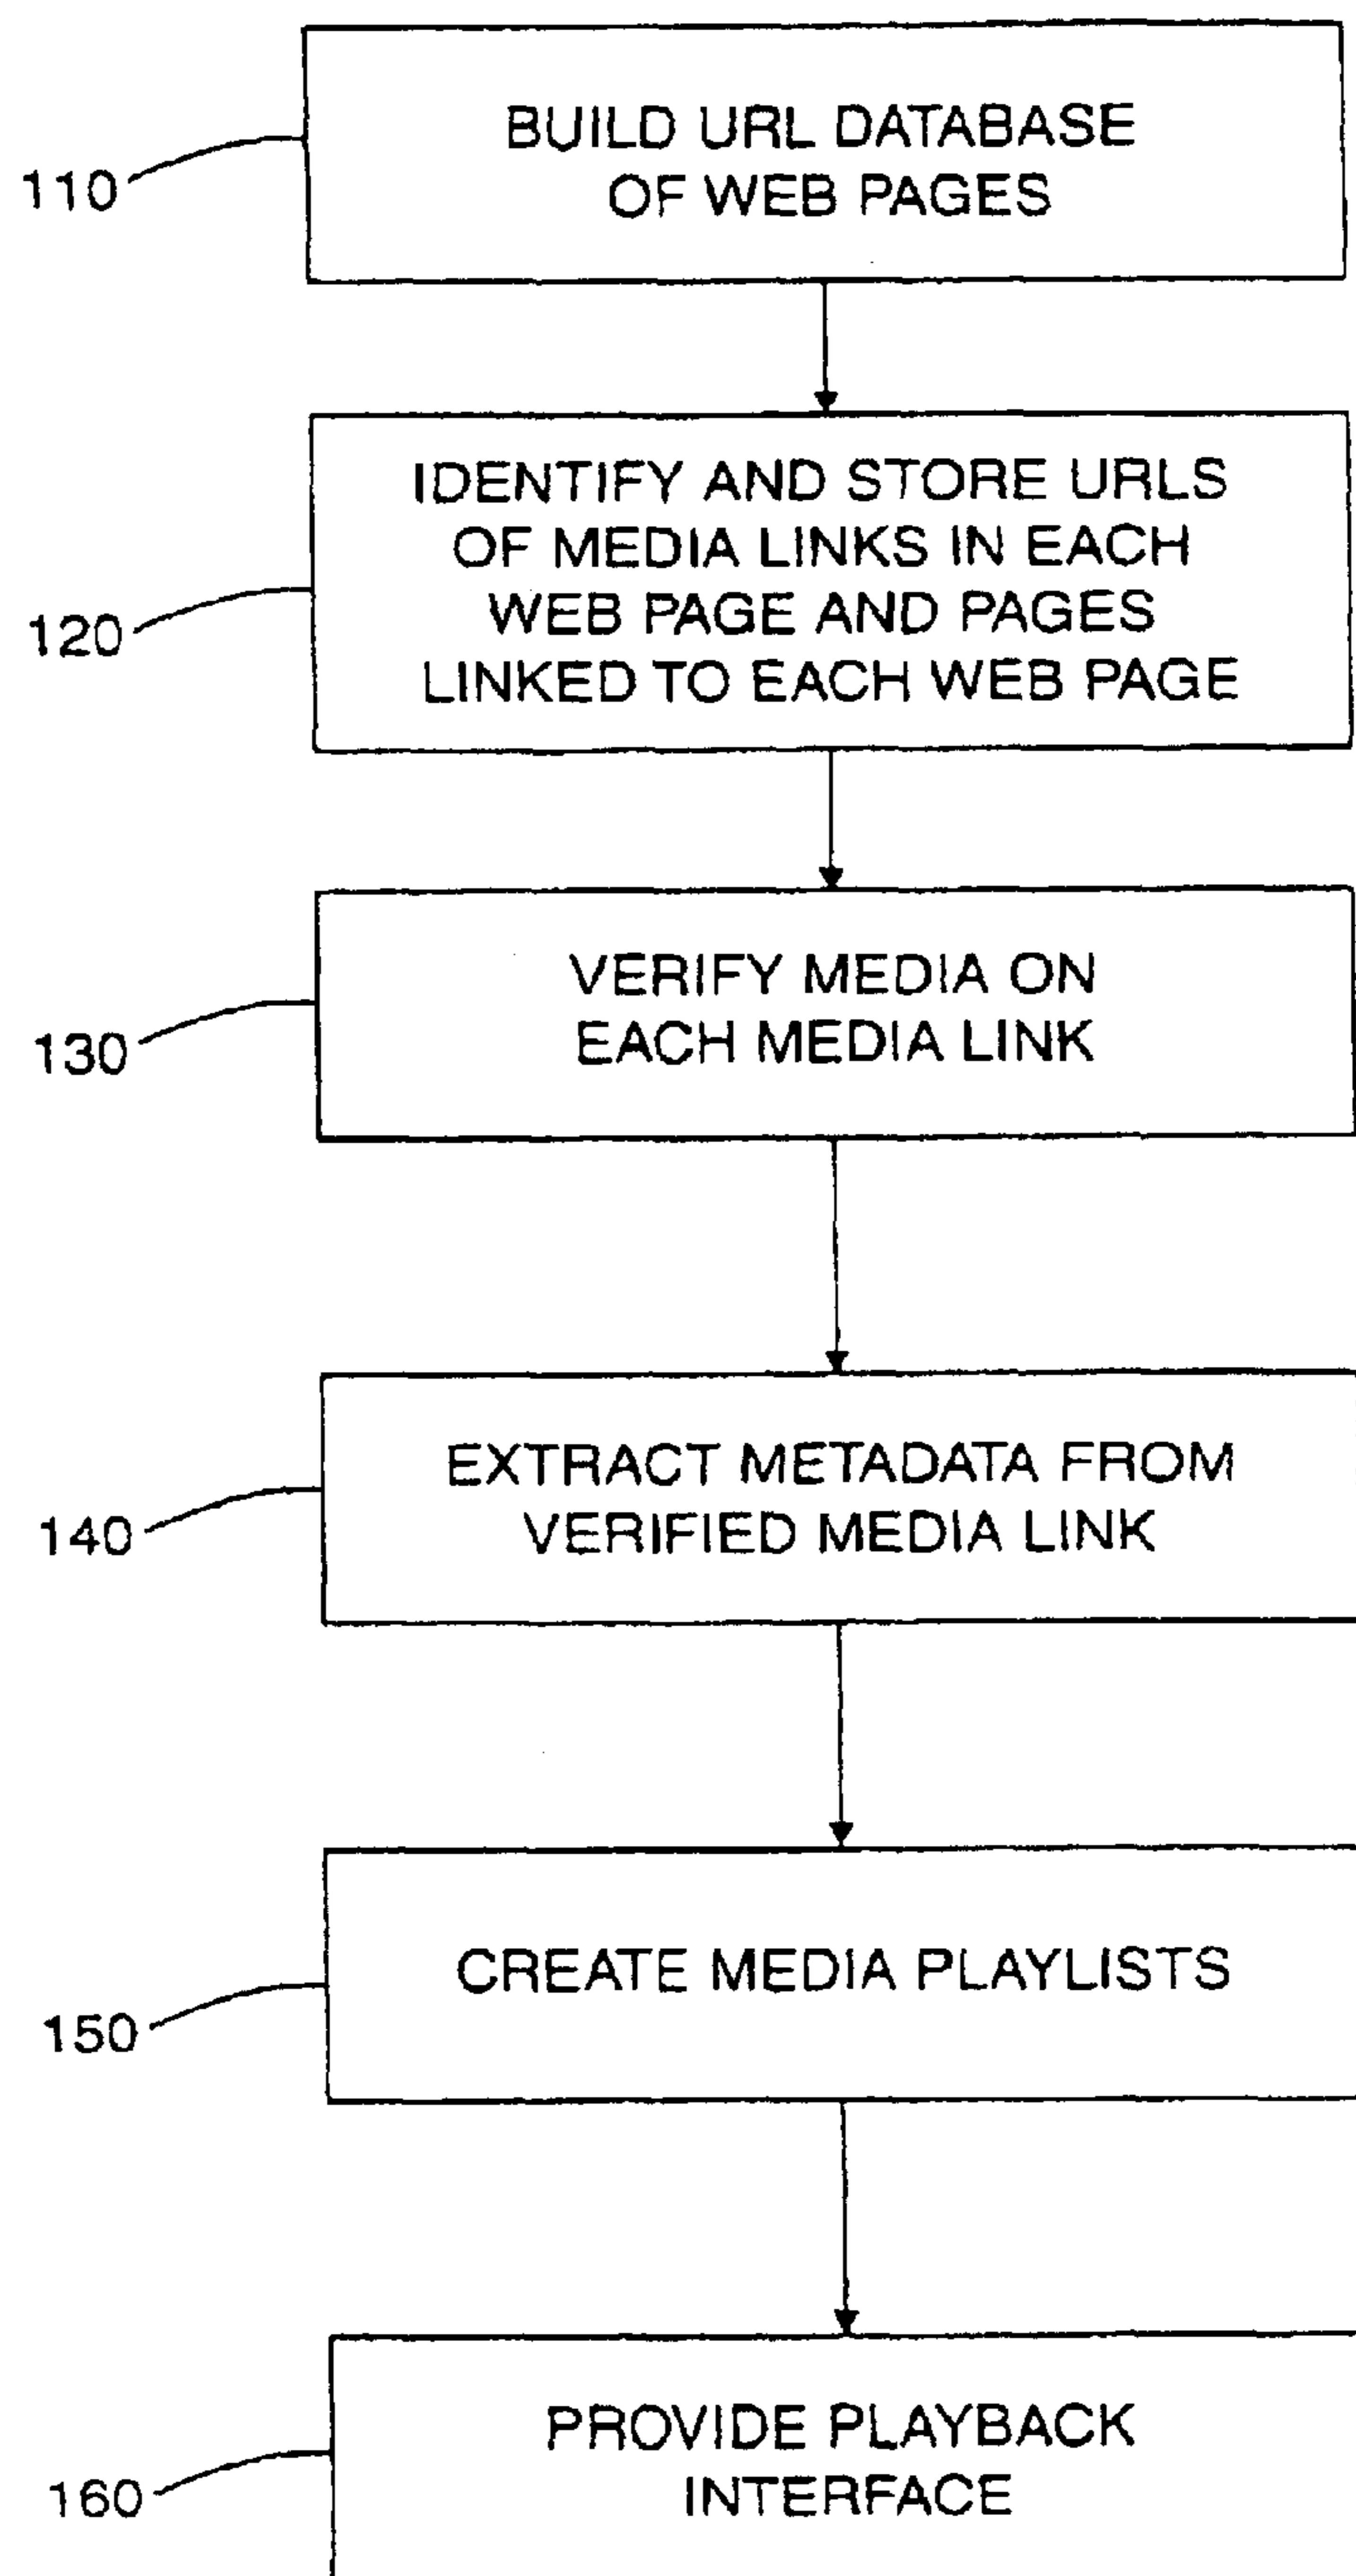 BUILD URL DATABASE
OF WEB PAGES
110
IDENTIFY AND STORE URLS
OF MEDIA LINKS IN EACH
WEB PAGE AND PAGES
LINKED TO EACH WEB PAGE
120
VERIFY MEDIA ON
EACH MEDIA LINK
130
EXTRACT METADATA FROM
VERIFIED MEDIA LINK
140
CREATE MEDIA PLAYLISTS
150
PROVIDE PLAYBACK
INTERFACE
160